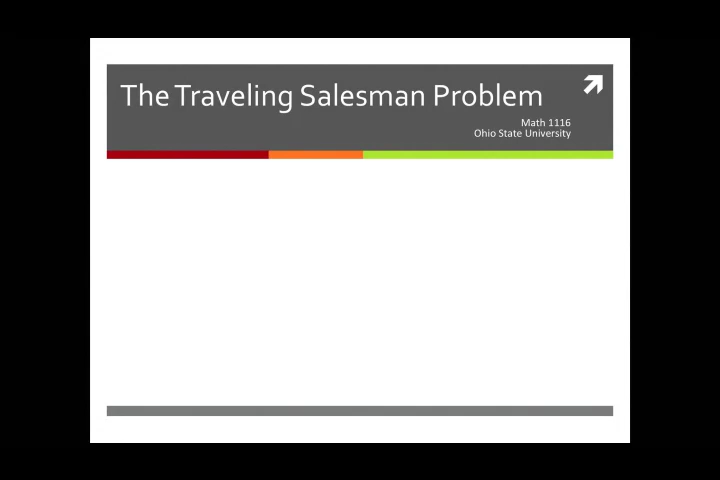 The Traveling Salesman Problem
Math 1116
Ohio State University